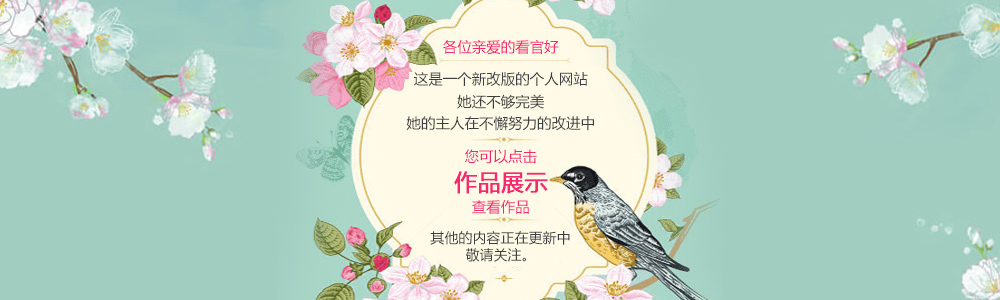 各位亲爱的看官好
这是一个新改版的个人网站
她还不够完美
她的主人在不懈努力的改进中
您可以点击
作品展示
查看作品
其他的内容正在更新中
敬请关注。